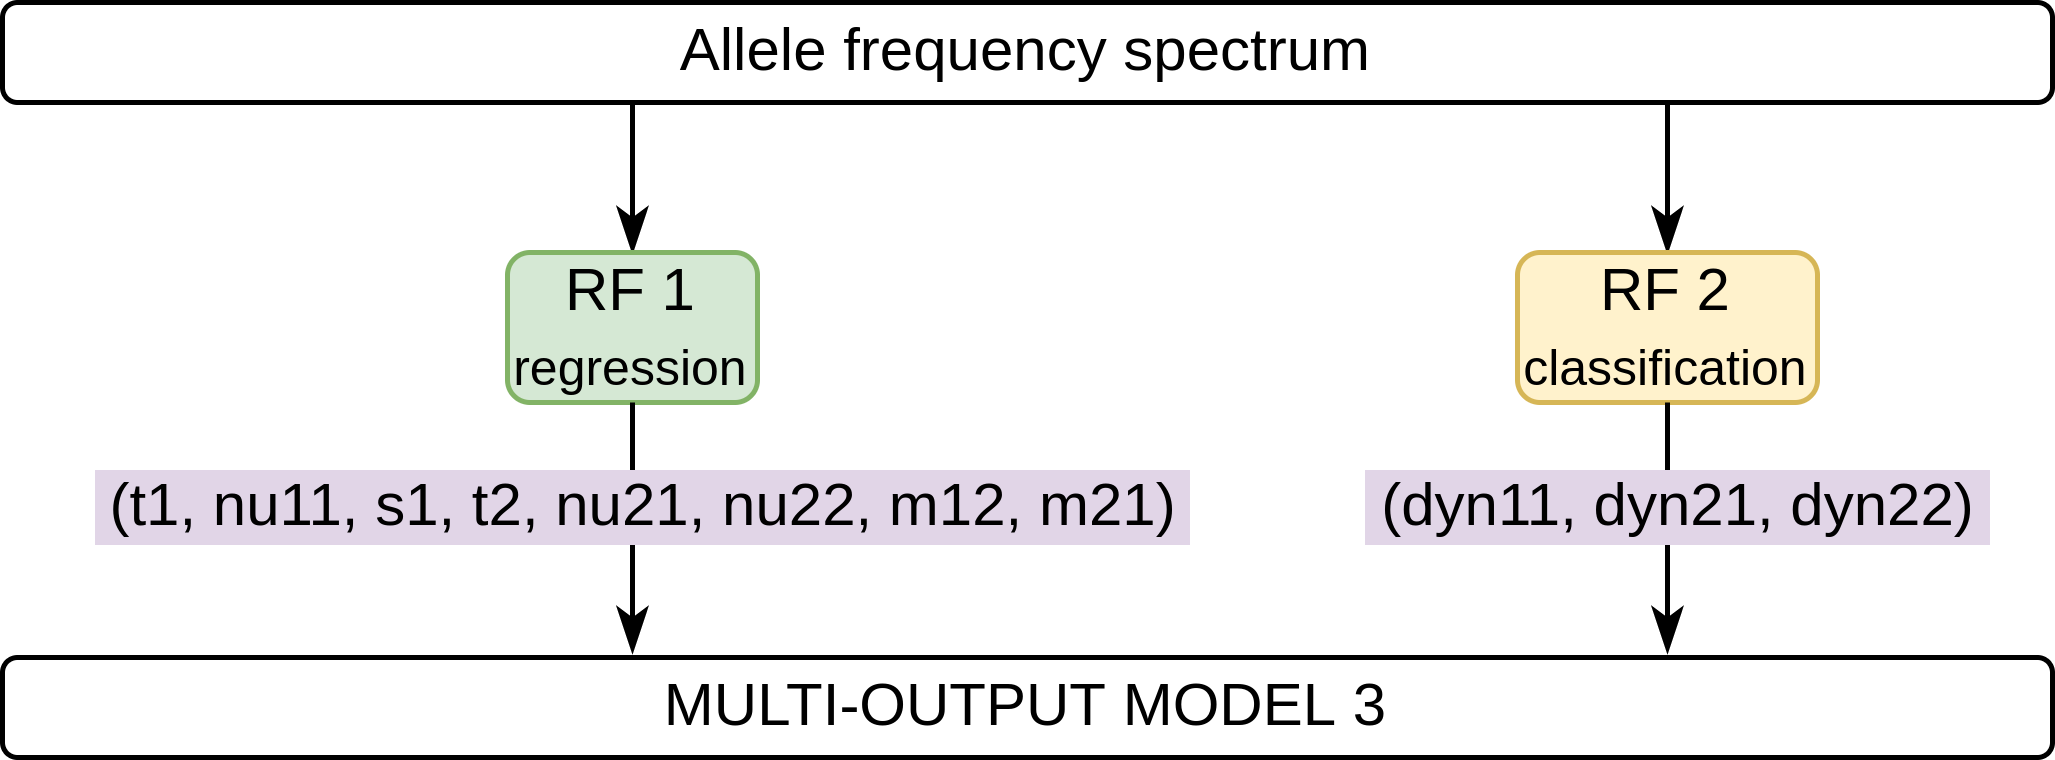 Allele frequency spectrum
RF 1
regression
RF 2
classification
(t1, nu11, s1, t2, nu21, nu22, m12, m21)
(dyn11, dyn21, dyn22)
MULTI-OUTPUT MODEL 3